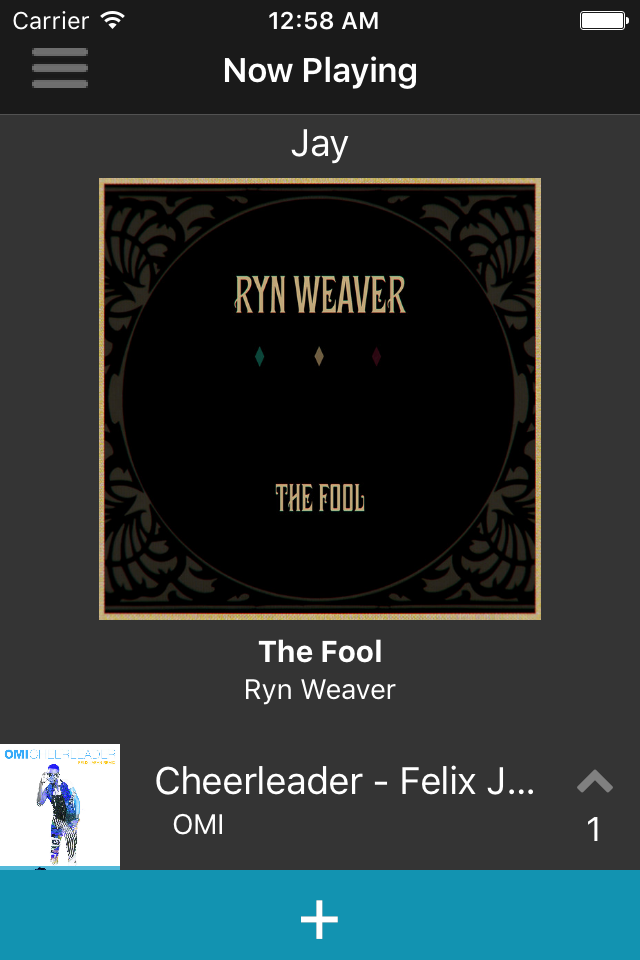 Carrier 12:58 AM
Now Playing
Jay
RYN WEAVER
THE FOOL
The Fool
Ryn Weaver
OMI CHEERLEADER
Cheerleader - Felix J...
OMI
1
+